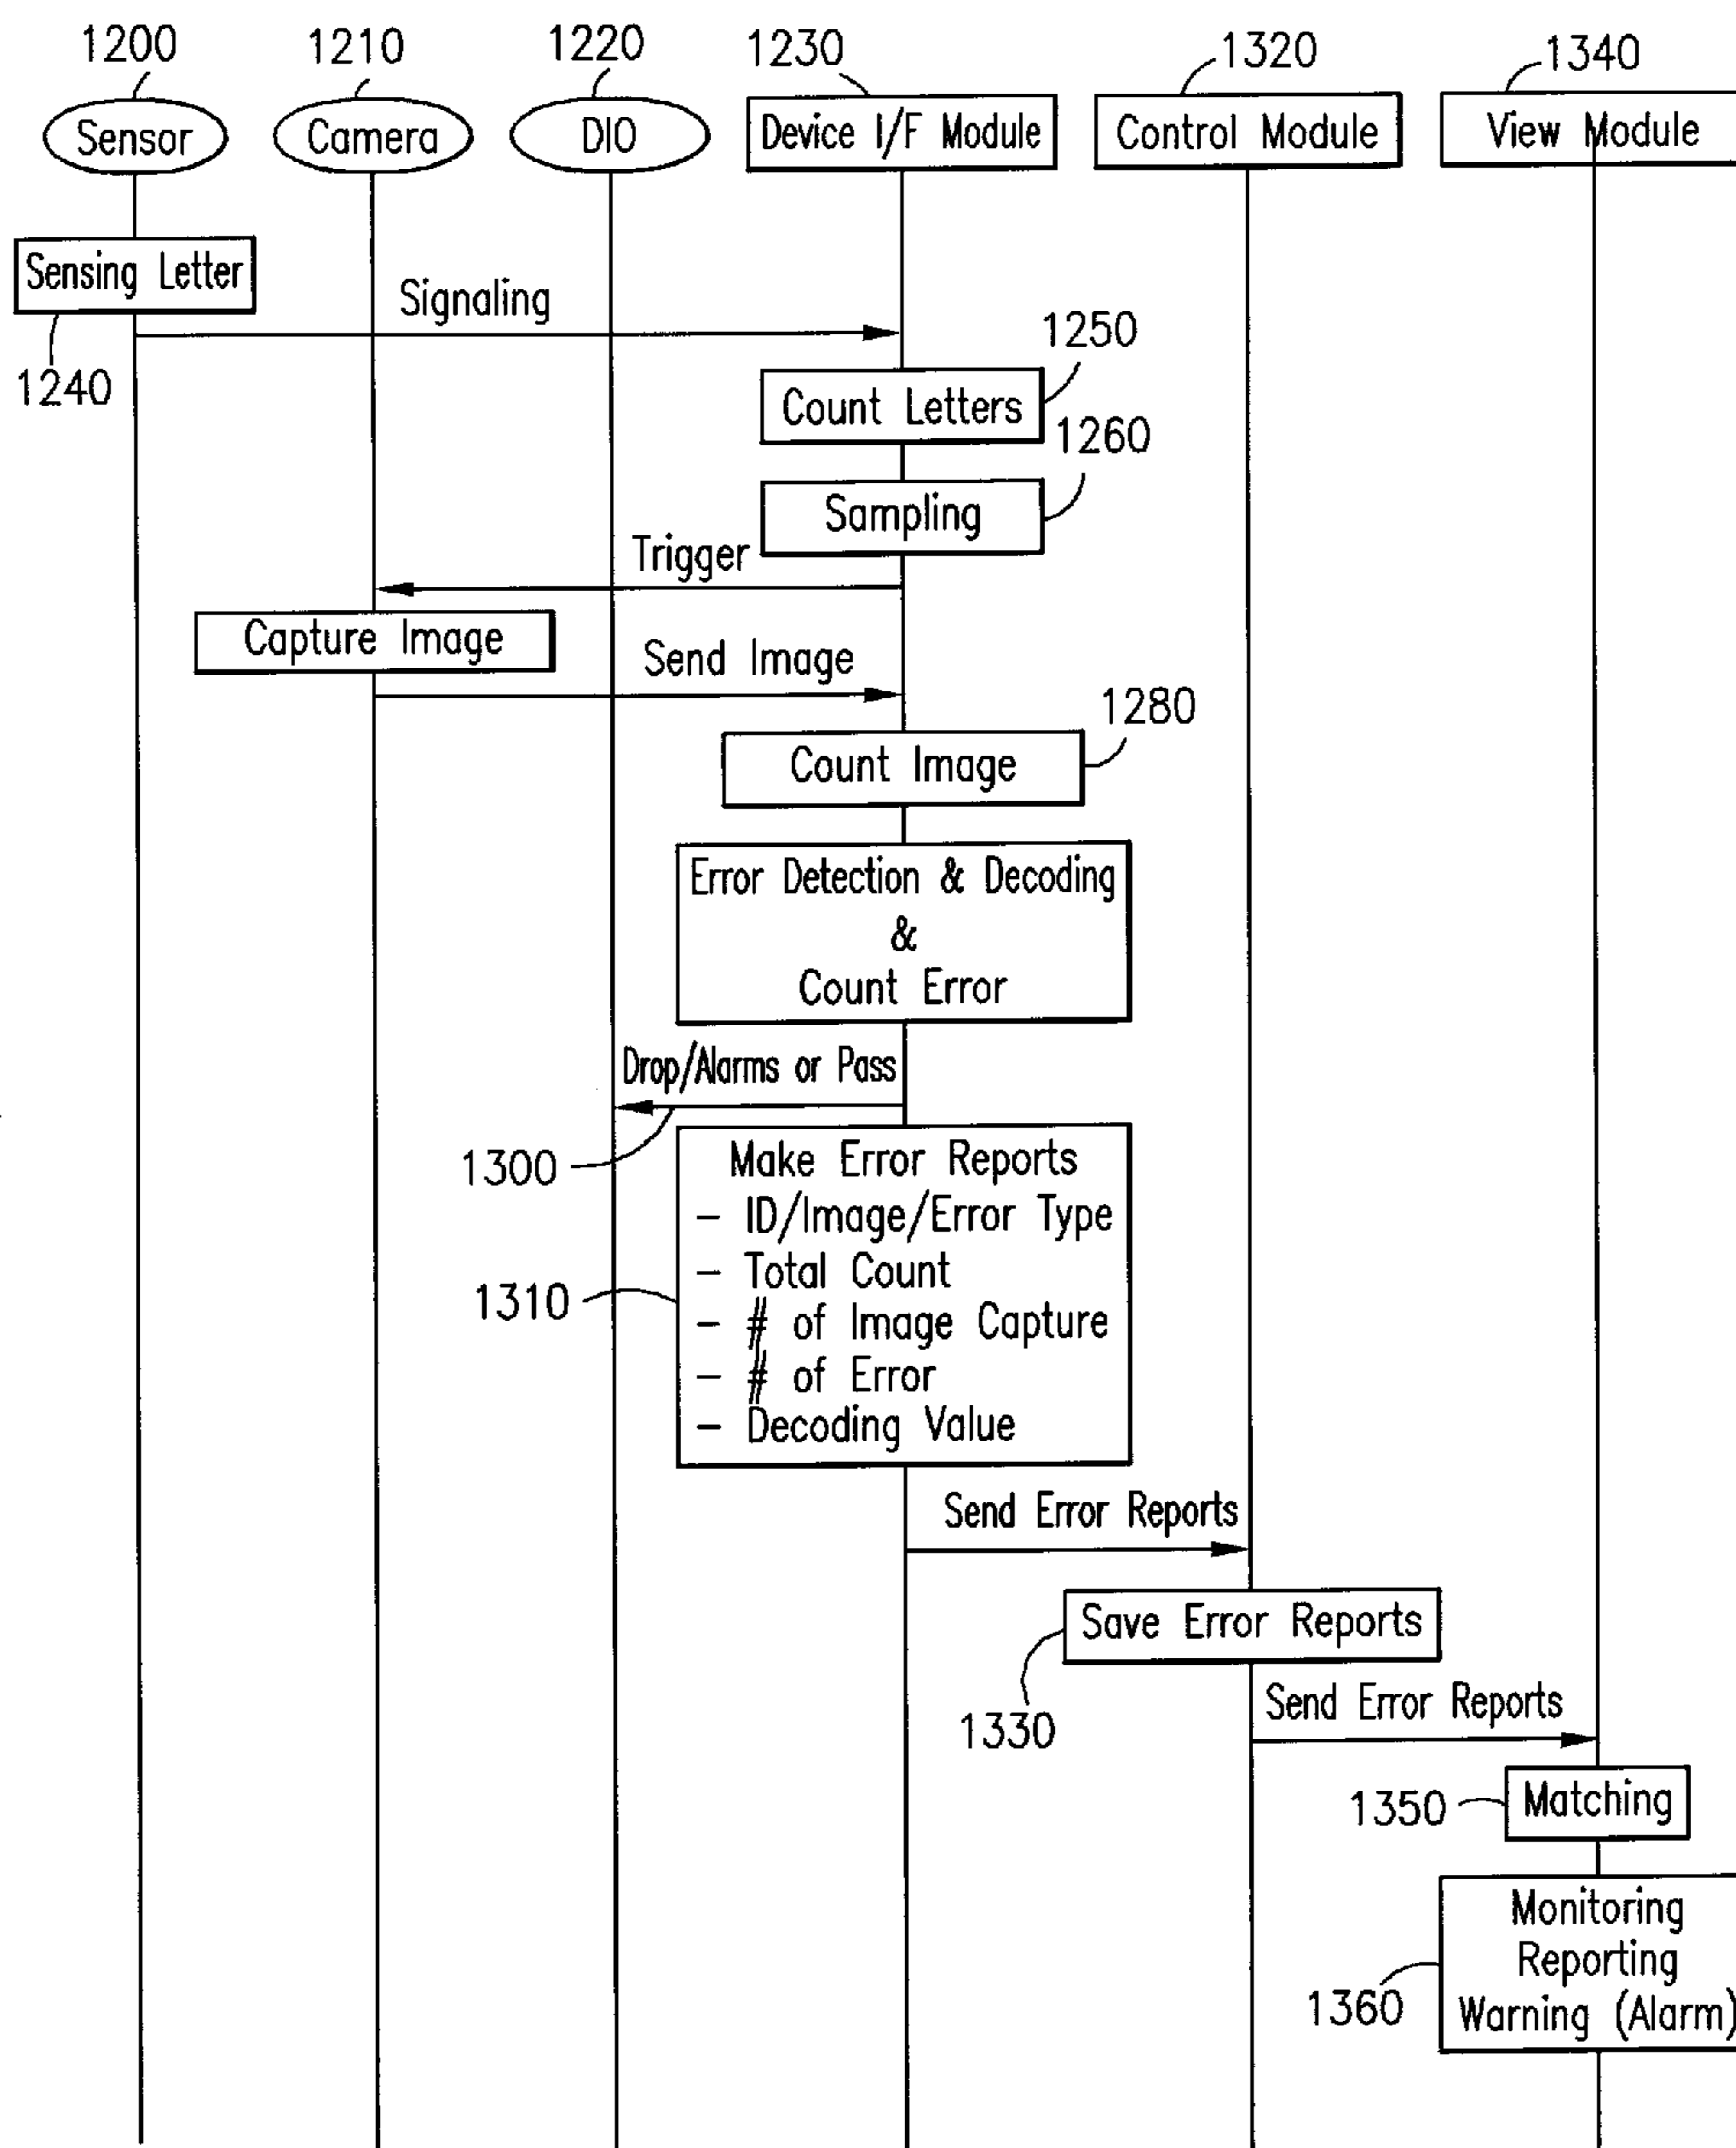 1200
1210
1220
1230
1320
1340
Sensor
Camera
DIO
Device I/F Module
Control Module
View Module
Sensing Letter
1240
Signaling
1250
Count Letters
1260
Sampling
Trigger
Capture Image
Send Image
1280
Count Image
Error Detection & Decoding
&
Count Error
Drop/Alarms or Pass
1300
Make Error Reports
- ID/Image/Error Type
- Total Count
1310
- # of Image Capture
- # of Error
- Decoding Value
Send Error Reports
Save Error Reports
1330
Send Error Reports
1350
Matching
Monitoring
Reporting
1360
Warning (Alarm)